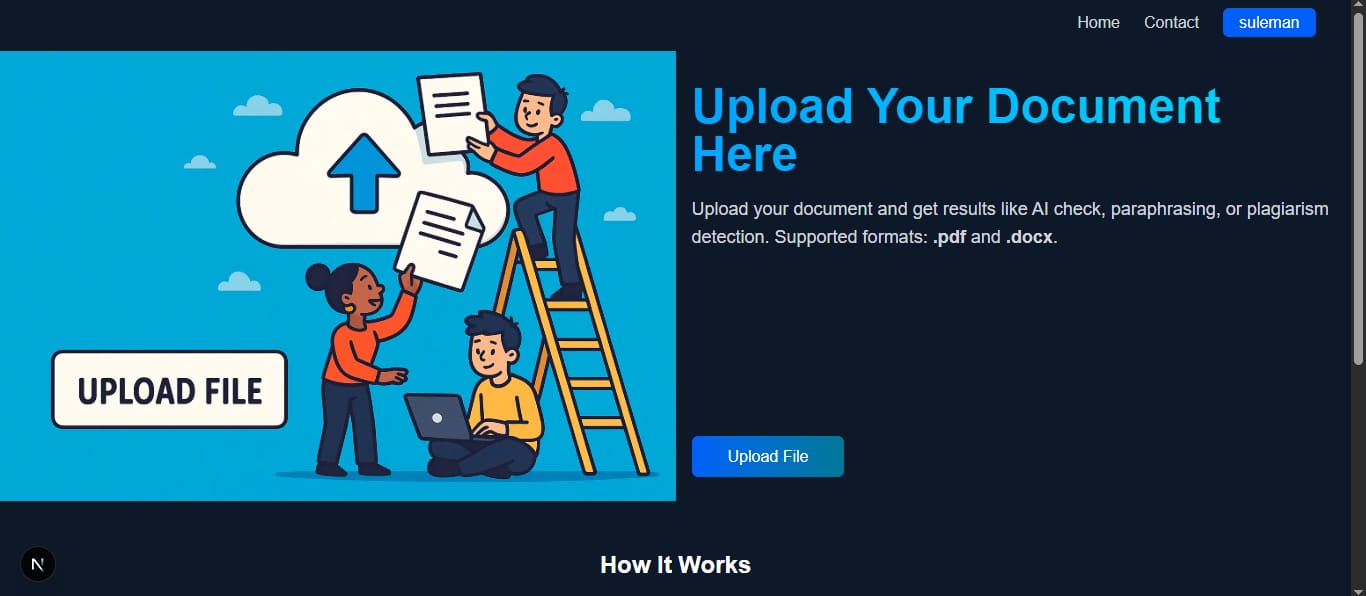 Home Contact suleman
Upload Your Document
Here
Upload your document and get results like AI check, paraphrasing, or plagiarism
detection. Supported formats: .pdf and .docx.
UPLOAD FILE
Upload File
How It Works
N